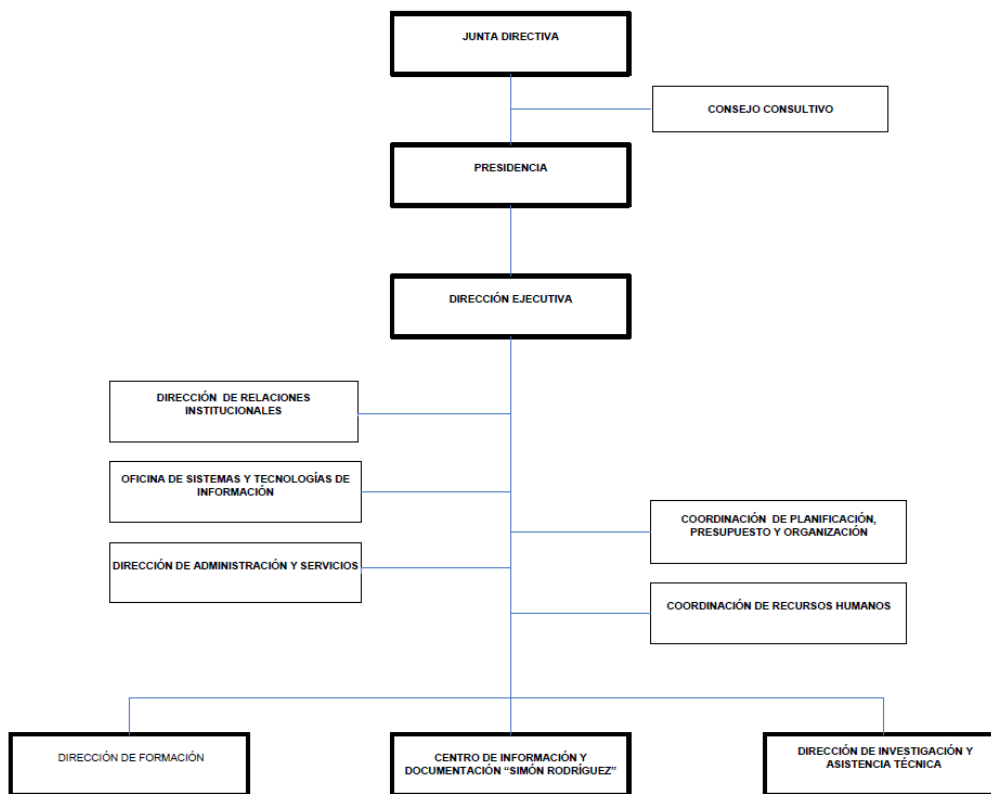 JUNTA DIRECTIVA
CONSEJO CONSULTIVO
PRESIDENCIA
DIRECCIÓN EJECUTIVA
DIRECCIÓN DE RELACIONES
INSTITUCIONALES
OFICINA DE SISTEMAS Y TECNOLOGÍAS DE
INFORMACIÓN
COORDINACIÓN DE PLANIFICACIÓN,
PRESUPUESTO Y ORGANIZACIÓN
DIRECCIÓN DE ADMINISTRACIÓN Y SERVICIOS
COORDINACIÓN DE RECURSOS HUMANOS
DIRECCIÓN DE FORMACIÓN
CENTRO DE INFORMACIÓN Y
DOCUMENTACIÓN “SIMÓN RODRÍGUEZ”
DIRECCIÓN DE INVESTIGACIÓN Y
ASISTENCIA TÉCNICA